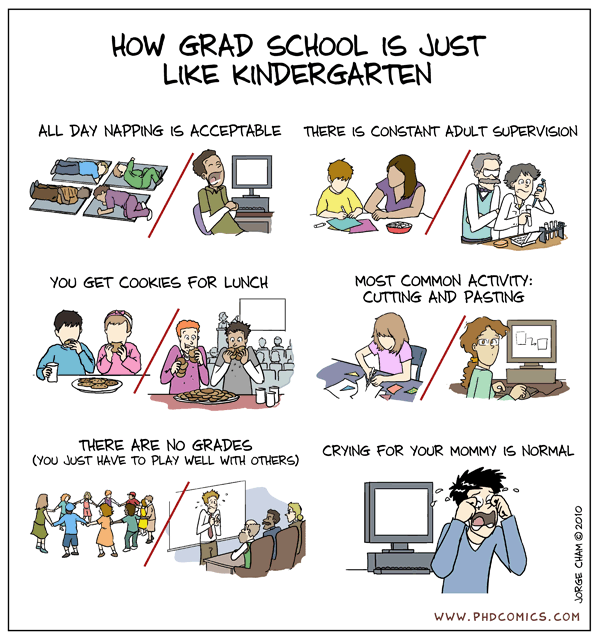 HOW GRAD SCHOOL IS JUST
LIKE KINDERGARTEN
ALL DAY NAPPING IS ACCEPTABLE
THERE IS CONSTANT ADULT SUPERVISION
YOU GET COOKIES FOR LUNCH
MOST COMMON ACTIVITY:
CUTTING AND PASTING
THERE ARE NO GRADES
(YOU JUST HAVE TO PLAY WELL WITH OTHERS)
CRYING FOR YOUR MOMMY IS NORMAL
JORGE CHAM © 2010
WWW.PHDCOMICS.COM